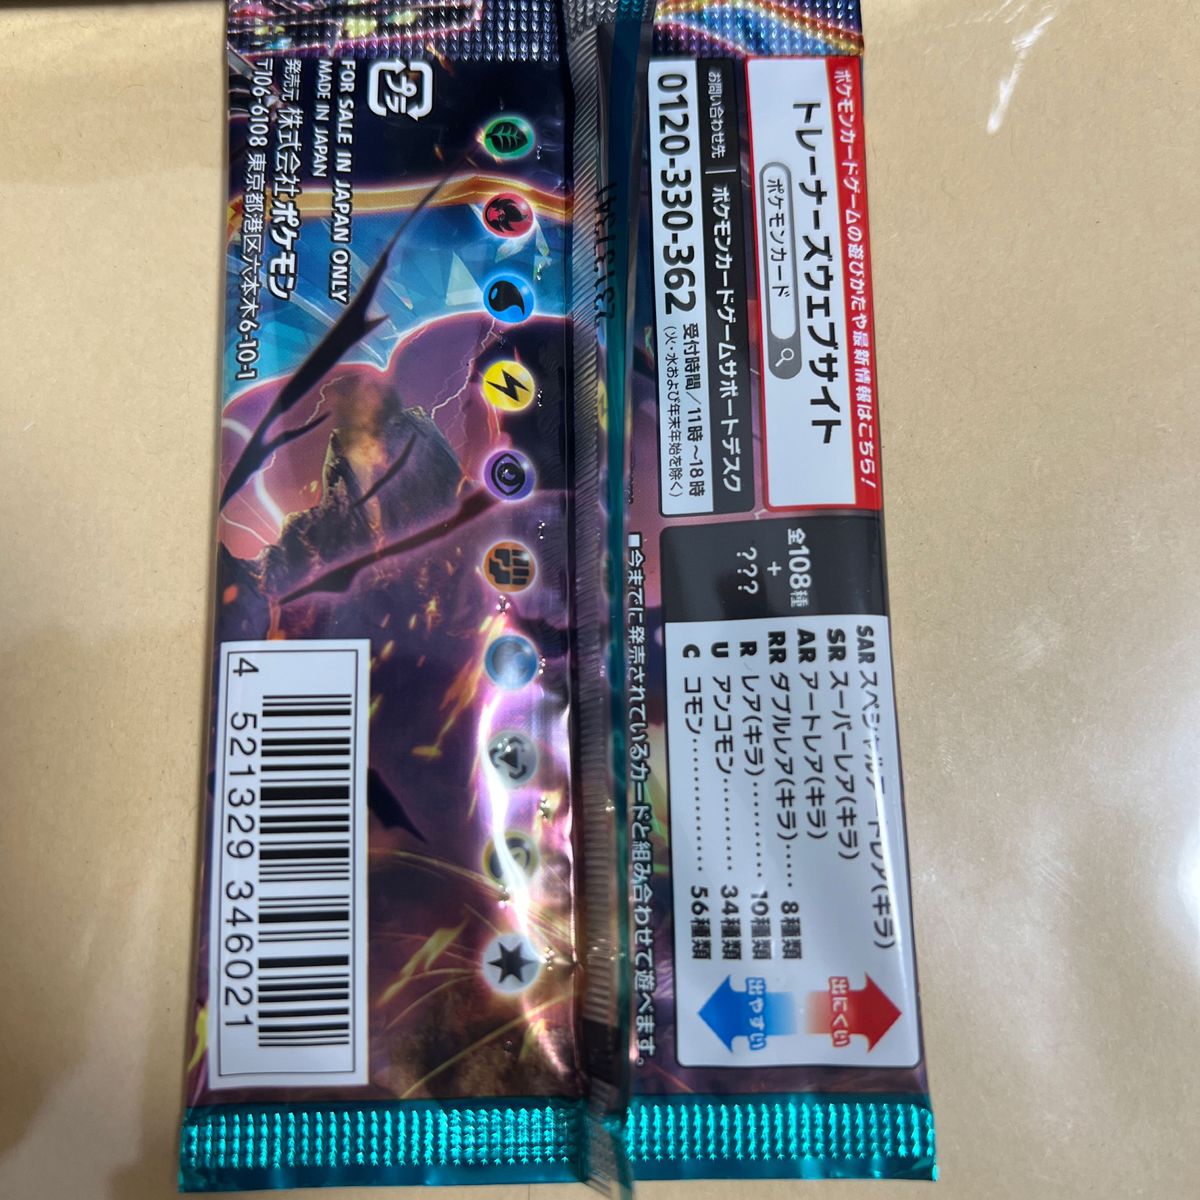 ポケモンカードゲームの遊びかたや最新情報はこちら!
トレーナーズウェブサイト
ポケモンカード
お問い合わせ先
ポケモンカードゲームサポートデスク
0120-330-362
受付時間/11時~18時
(火・水および年末年始を除く)
全108種
+
???
SAR スペシャルアートレア(キラ)
SR スーパーレア(キラ)
AR アートレア(キラ)
RR ダブルレア(キラ)‥‥ 8種類
R レア(キラ)‥‥‥‥ 10種類
U アンコモン‥‥‥‥‥ 34種類
C コモン‥‥‥‥‥‥ 56種類
出にくい
出やすい
■今までに発売されているカードと組み合わせて遊べます。
プラ
FOR SALE IN JAPAN ONLY
MADE IN JAPAN
発売元 株式会社ポケモン
〒106-6108 東京都港区六本木6-10-1
4 521329 346021